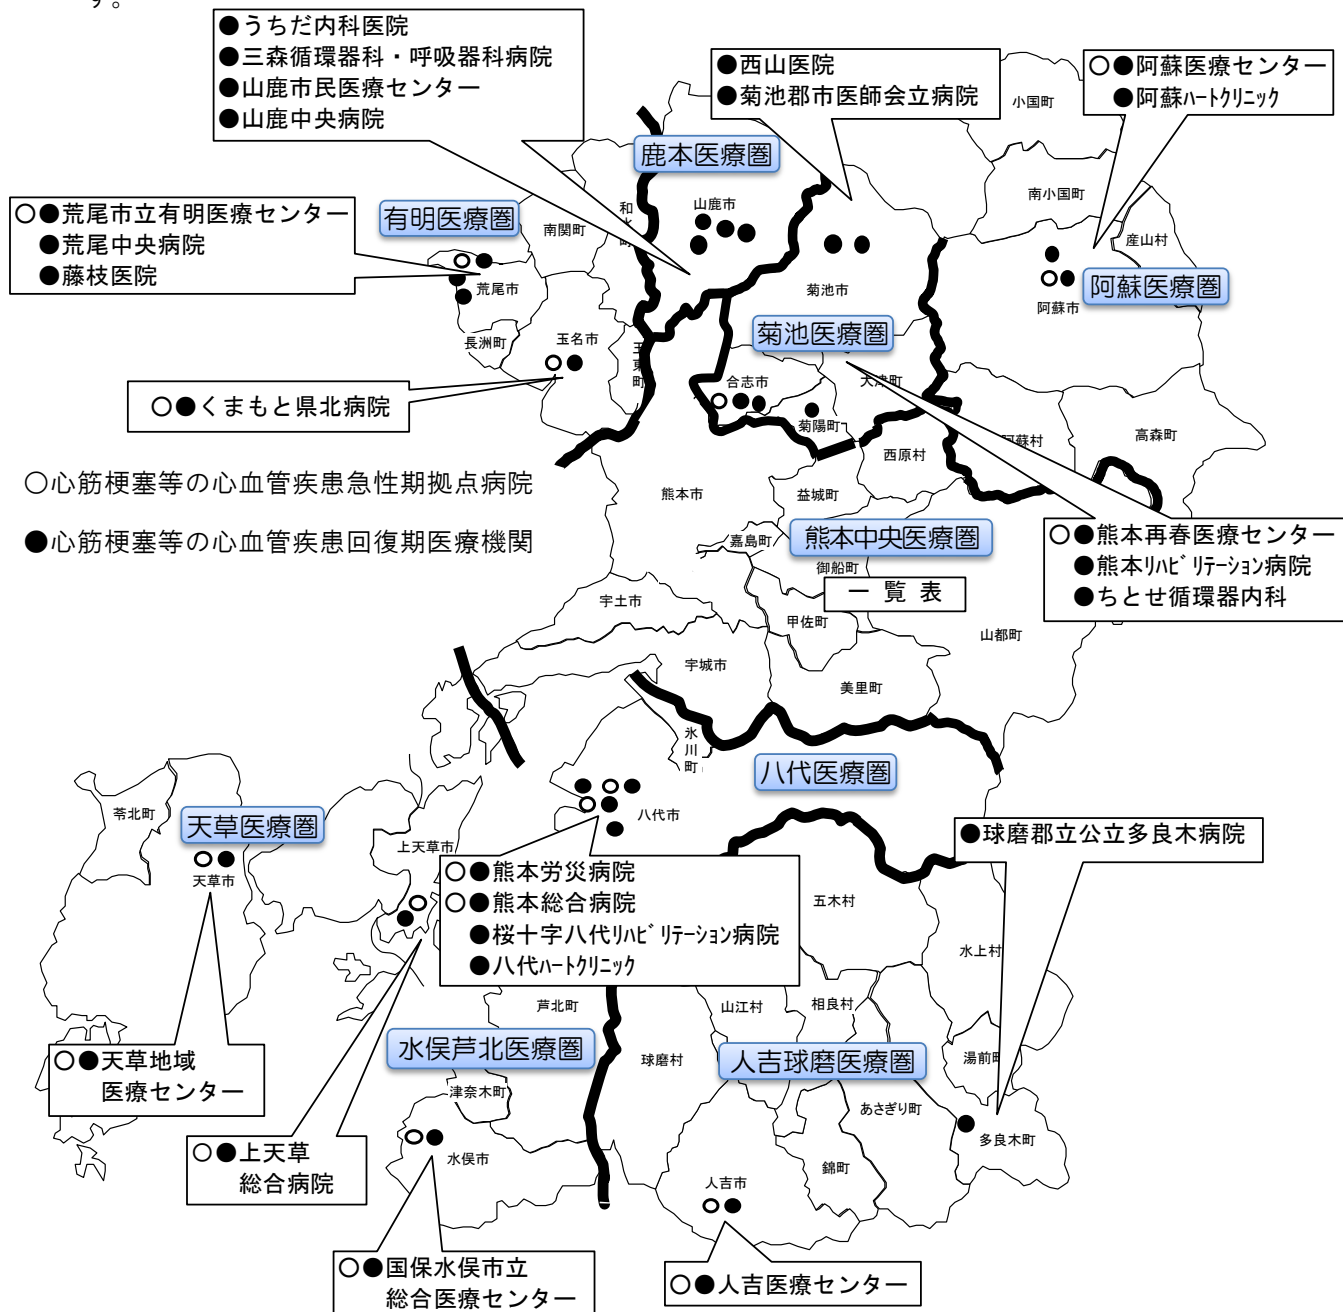 す。
●うちだ内科医院
●三森循環器科・呼吸器科病院
●山鹿市民医療センター
●山鹿中央病院
●西山医院
●菊池郡市医師会立病院
○●阿蘇医療センター
●阿蘇ハートクリニック
小国町
鹿本医療圏
南小国町
山鹿市
○●荒尾市立有明医療センター
●荒尾中央病院
●藤枝医院
有明医療圏
南関町
和水町
産山村
荒尾市
菊池市
阿蘇医療圏
阿蘇市
長洲町
玉名市
玉東町
菊池医療圏
合志市
大津町
○●くまもと県北病院
菊陽町
西原村
阿蘇村
高森町
○心筋梗塞等の心血管疾患急性期拠点病院
熊本市
益城町
●心筋梗塞等の心血管疾患回復期医療機関
嘉島町
熊本中央医療圏
御船町
一 覧 表
○●熊本再春医療センター
●熊本リハビリテーション病院
●ちとせ循環器内科
宇土市
甲佐町
山都町
宇城市
美里町
氷川町
八代医療圏
苓北町
天草医療圏
八代市
上天草市
●球磨郡立公立多良木病院
天草市
○●熊本労災病院
○●熊本総合病院
●桜十字八代リハビリテーション病院
●八代ハートクリニック
五木村
水上村
芦北町
山江村
相良村
水俣芦北医療圏
球磨村
人吉球磨医療圏
湯前町
○●天草地域
医療センター
津奈木町
あさぎり町
多良木町
○●上天草
総合病院
水俣市
錦町
人吉市
○●国保水俣市立
総合医療センター
○●人吉医療センター